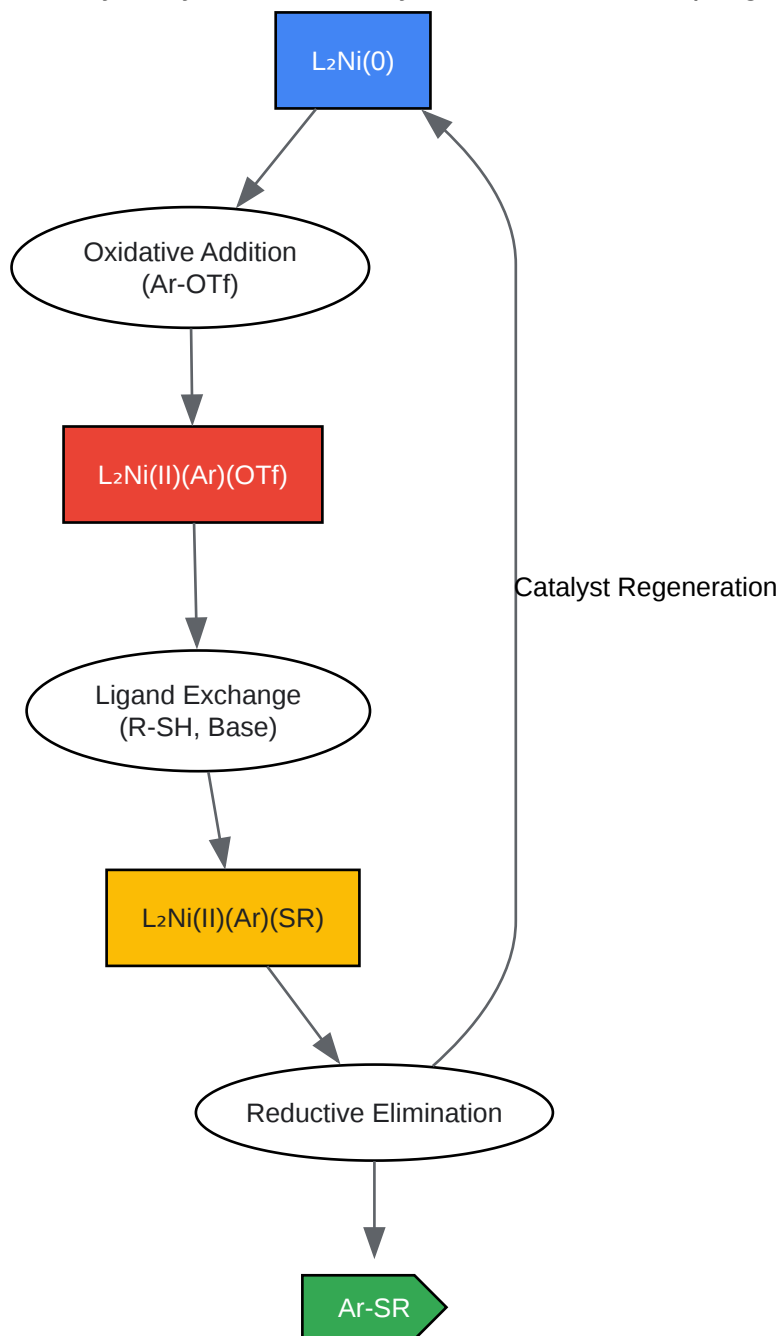 L₂Ni(0)
Oxidative Addition
(Ar-OTf)
L₂Ni(II)(Ar)(OTf)
Catalyst Regeneration
Ligand Exchange
(R-SH, Base)
L₂Ni(II)(Ar)(SR)
Reductive Elimination
Ar-SR